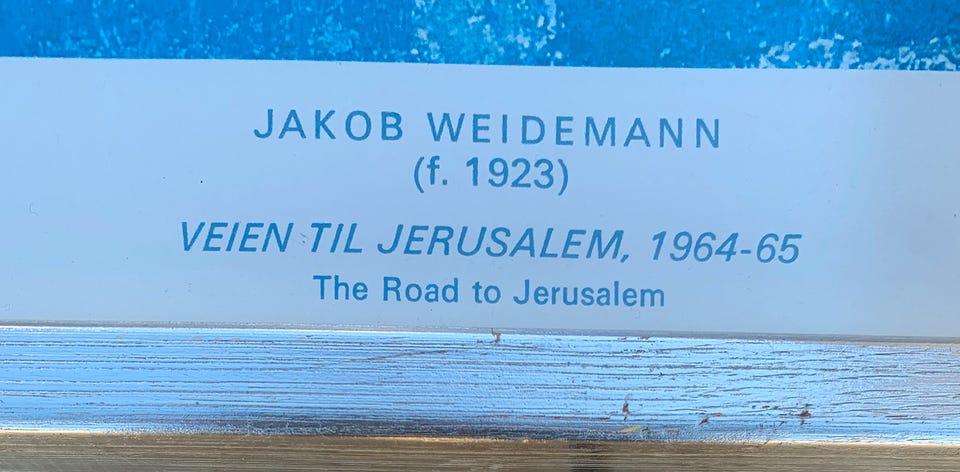 JAKOB WEIDEMANN
(f. 1923)
VEIEN TIL JERUSALEM, 1964-65
The Road to Jerusalem